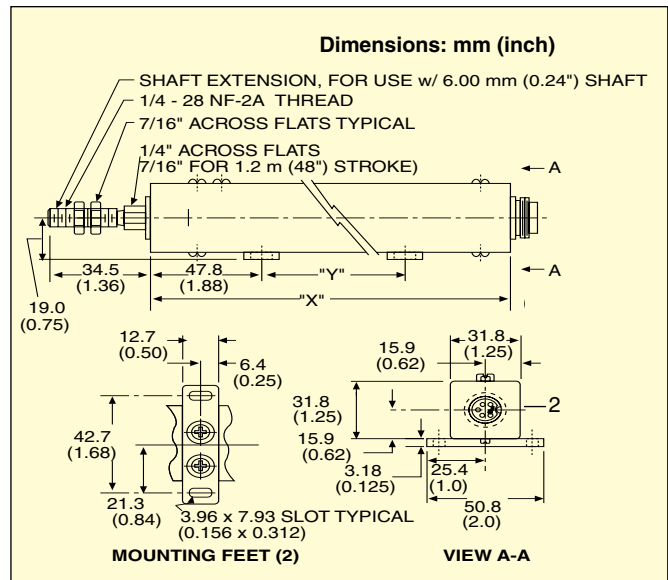 Dimensions: mm (inch)
SHAFT EXTENSION, FOR USE w/ 6.00 mm (0.24") SHAFT
1/4 - 28 NF-2A THREAD
7/16" ACROSS FLATS TYPICAL
1/4" ACROSS FLATS
7/16" FOR 1.2 m (48") STROKE)
A
A
34.5
(1.36)
47.8
(1.88)
"Y"
"X"
19.0
(0.75)
12.7
(0.50)
6.4
(0.25)
42.7
(1.68)
21.3
(0.84)
3.96 x 7.93 SLOT TYPICAL
(0.156 x 0.312)
MOUNTING FEET (2)
15.9
(0.62)
31.8
(1.25)
31.8
(1.25)
2
15.9
(0.62)
3.18
(0.125)
25.4
(1.0)
50.8
(2.0)
VIEW A-A